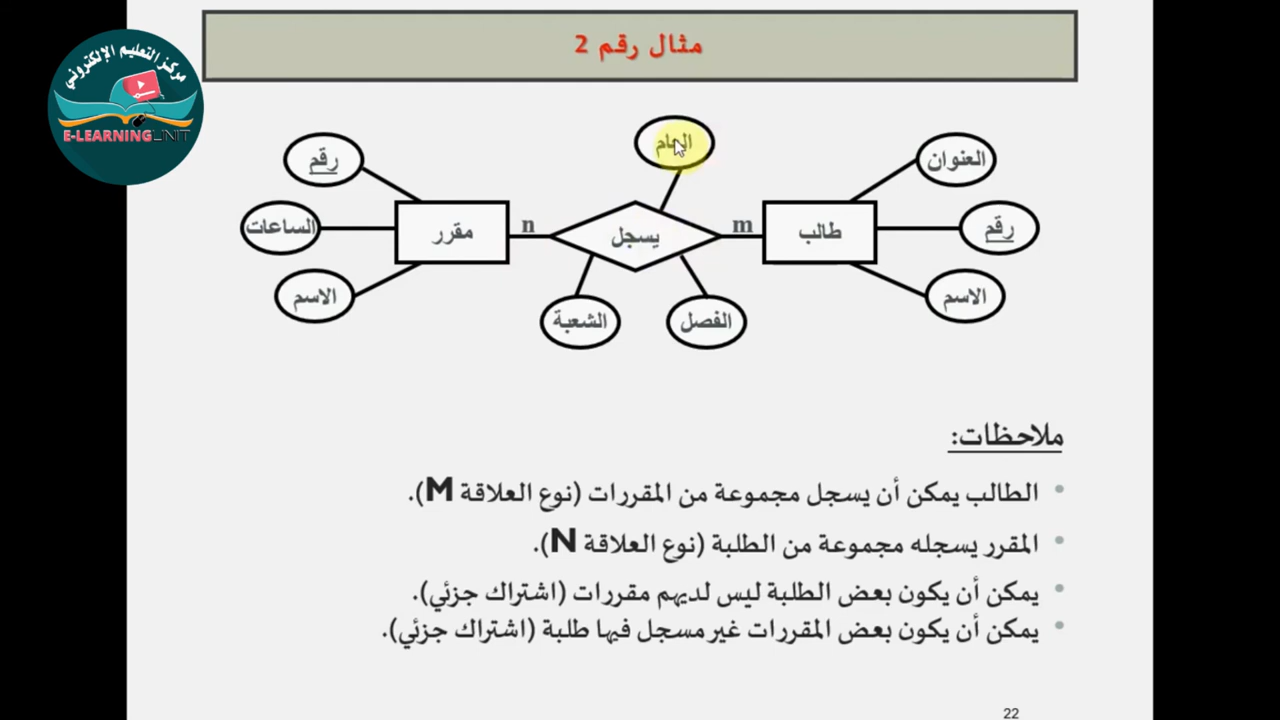 مثال رقم 2
مركز التعليم الإلكتروني
E-LEARNING UNIT
العنوان
رقم
الاسم
طالب
m
يسجل
الفصل
الشعبة
n
مقرر
رقم
الساعات
الاسم
ملاحظات:
الطالب يمكن أن يسجل مجموعة من المقررات (نوع العلاقة M).
المقرر يسجله مجموعة من الطلبة (نوع العلاقة N).
يمكن أن يكون بعض الطلبة ليس لديهم مقررات (اشتراك جزئي).
يمكن أن يكون بعض المقررات غير مسجل فيها طلبة (اشتراك جزئي).
22